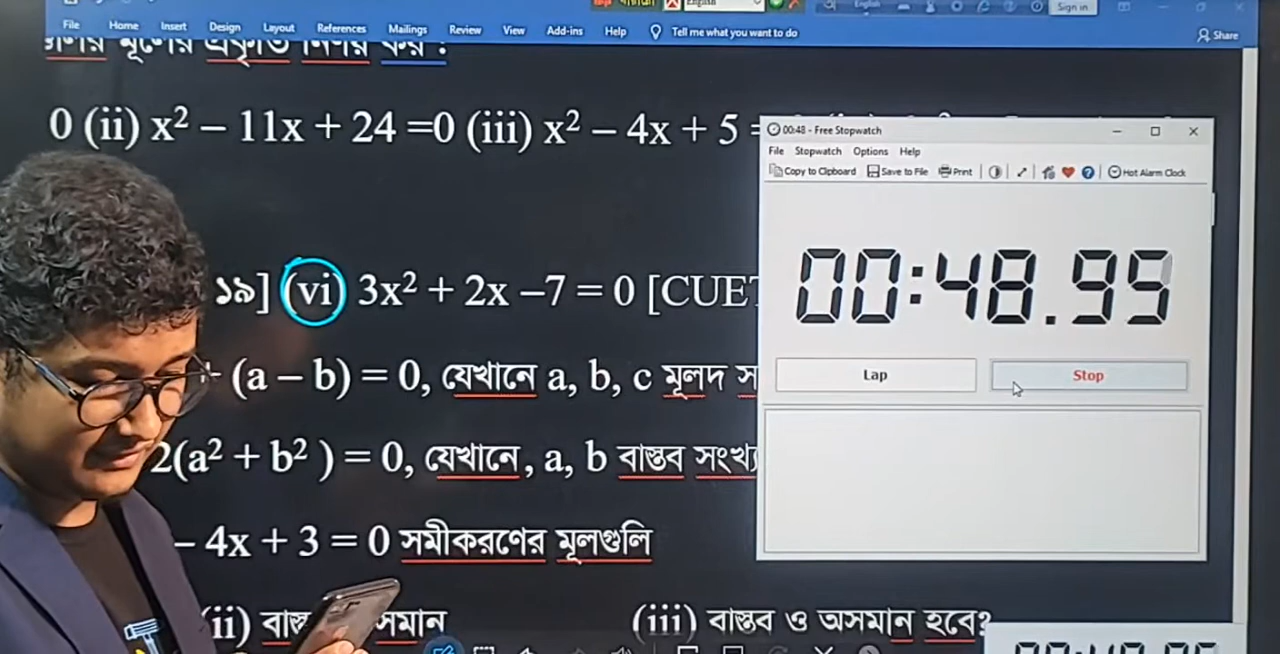 English
Sign in
File Home Insert Design Layout References Mailings Review View Add-ins Help Tell me what you want to do
Share
মূলের প্রকৃতি নির্ণয় কর :
0 (ii) x² – 11x + 24 =0 (iii) x² – 4x + 5 =
00:48 - Free Stopwatch
File Stopwatch Options Help
Copy to Clipboard Save to File Print Hot Alarm Clock
00:48.95
Lap Stop
১৯] (vi) 3x² + 2x –7 = 0 [CUET
+ (a – b) = 0, যেখানে a, b, c মূলদ স
2(a² + b² ) = 0, যেখানে, a, b বাস্তব সংখ্য
– 4x + 3 = 0 সমীকরণের মূলগুলি
(ii) বাস্ সমান (iii) বাস্তব ও অসমান হবে?